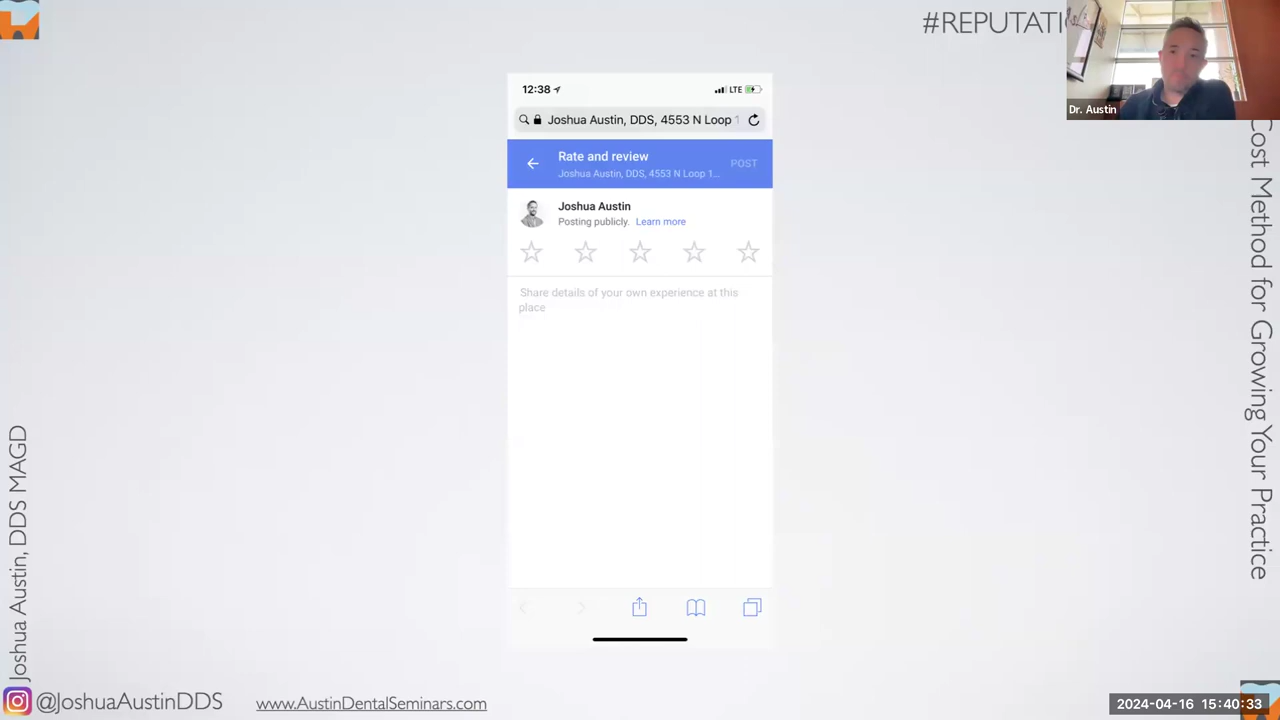 #REPUTATI
Dr. Austin
12:38
LTE
Joshua Austin, DDS, 4553 N Loop 1
Rate and review
Joshua Austin, DDS, 4553 N Loop 1...
POST
Joshua Austin
Posting publicly. Learn more
Share details of your own experience at this
place
Cost Method for Growing Your Practice
Joshua Austin, DDS MAGD
@JoshuaAustinDDS
www.AustinDentalSeminars.com
2024-04-16 15:40:33